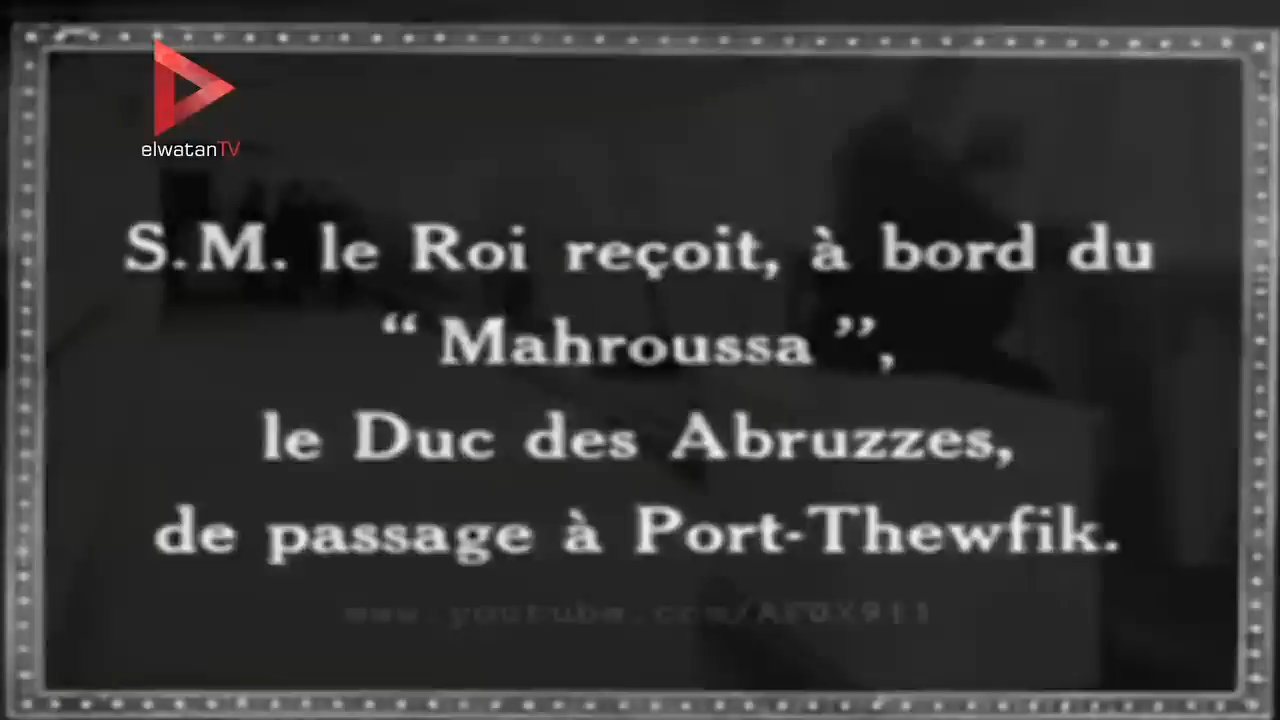 elwatanTV
S.M. le Roi reçoit, à bord du
“ Mahroussa ”,
le Duc des Abruzzes,
de passage à Port-Thewfik.